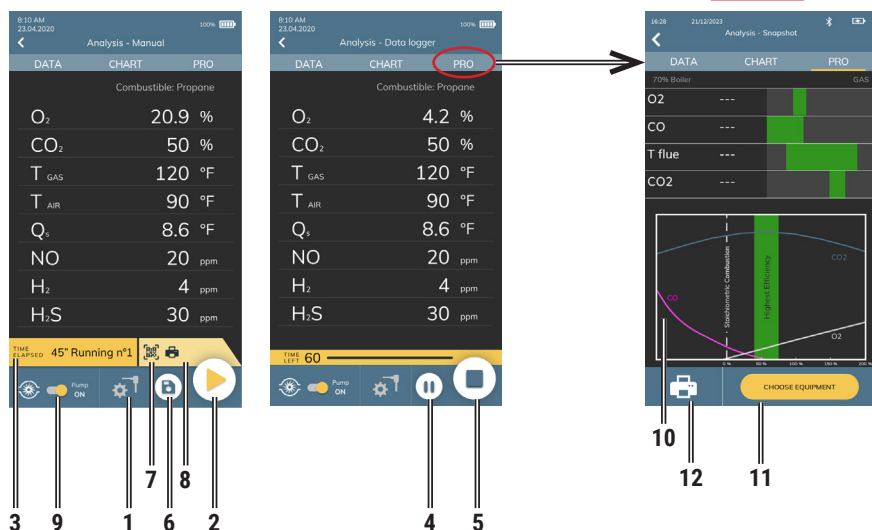 8:10 AM
23.04.2020
100%
Analysis - Manual
DATA CHART PRO
Combustible: Propane
O₂ 20.9 %
CO₂ 50 %
T GAS 120 °F
T AIR 90 °F
Qs 8.6 °F
NO 20 ppm
H₂ 4 ppm
H₂S 30 ppm
TIME ELAPSED 45" Running n°1
Pump ON
8:10 AM
23.04.2020
100%
Analysis - Data logger
DATA CHART PRO
Combustible: Propane
O₂ 4.2 %
CO₂ 50 %
T GAS 120 °F
T AIR 90 °F
Qs 8.6 °F
NO 20 ppm
H₂ 4 ppm
H₂S 30 ppm
TIME LEFT 60
Pump ON
16:28 21/12/2023
Analysis - Snapshot
DATA CHART PRO
70% Boiler GAS
O2 ---
CO ---
T flue ---
CO2 ---
Stoichiometric Combustion
Highest Efficiency
CO2
CO
O2
0 % 50 % 100 % 150 % 200 %
CHOOSE EQUIPMENT
7 8
10 12 11
3 9 1 6 2 4 5